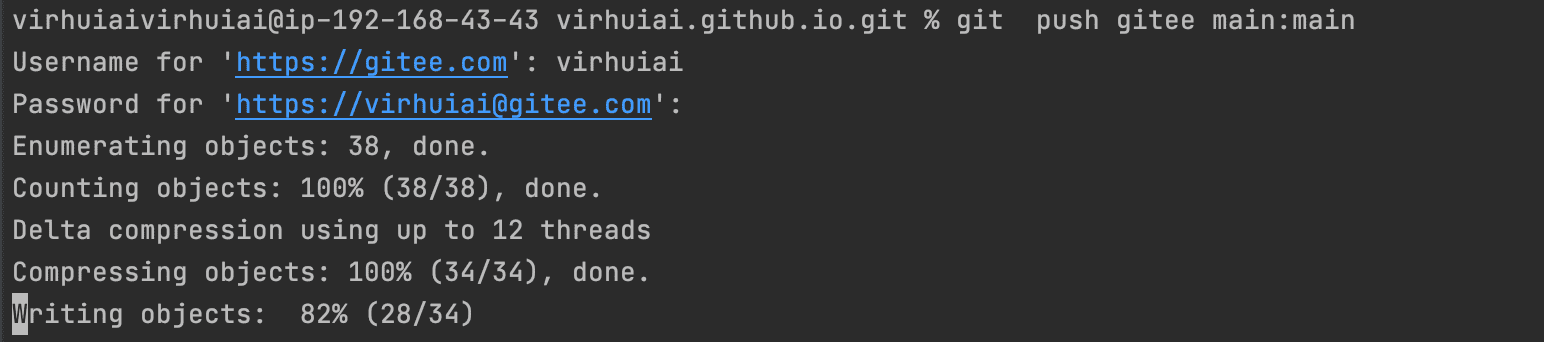 virhuiaivirhuiai@ip-192-168-43-43 virhuiai.github.io.git % git  push gitee main:main
Username for 'https://gitee.com': virhuiai
Password for 'https://virhuiai@gitee.com':
Enumerating objects: 38, done.
Counting objects: 100% (38/38), done.
Delta compression using up to 12 threads
Compressing objects: 100% (34/34), done.
Writing objects:  82% (28/34)